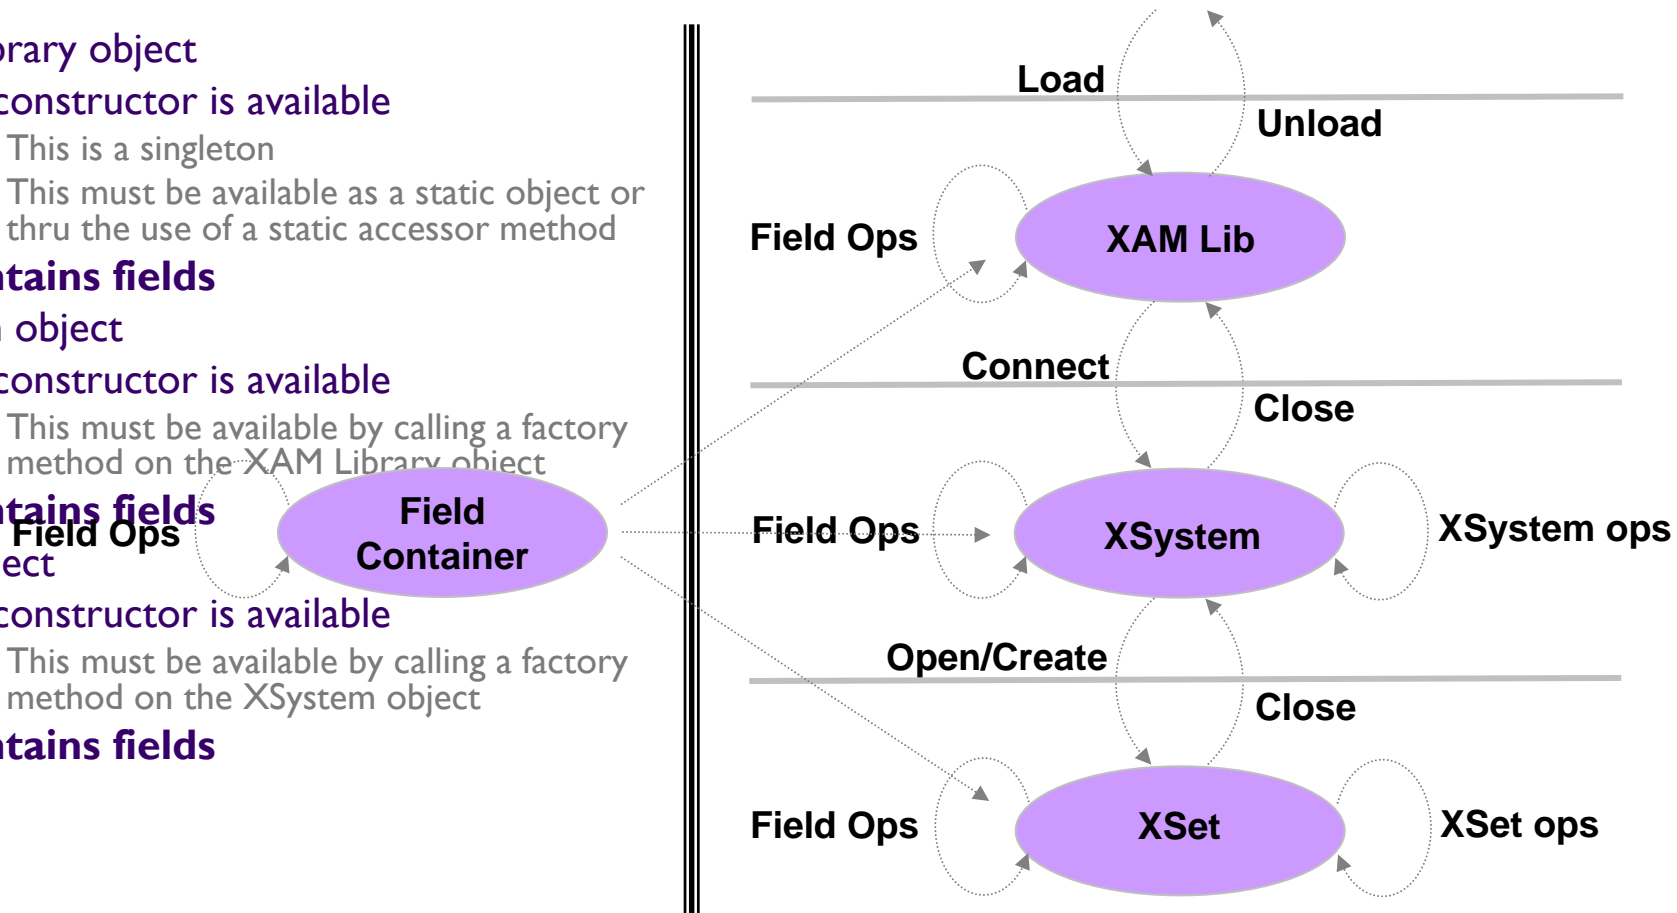 brary object
constructor is available
This is a singleton
This must be available as a static object or
thru the use of a static accessor method
ntains fields
object
constructor is available
This must be available by calling a factory
method on the XAM Library object
ntains fields
Field Ops
Field
Container
ect
constructor is available
This must be available by calling a factory
method on the XSystem object
ntains fields
Load
Unload
Field Ops
XAM Lib
Connect
Close
Field Ops
XSystem
XSystem ops
Open/Create
Close
Field Ops
XSet
XSet ops